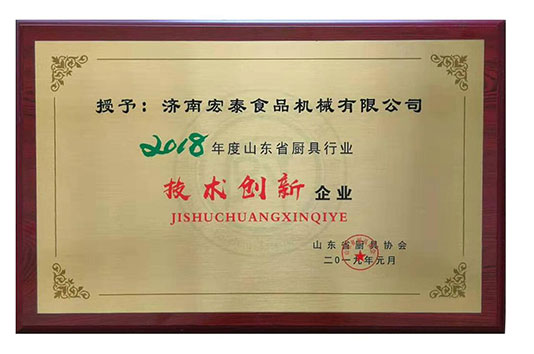 授予：济南宏泰食品机械有限公司
2018年度山东省厨具行业
技术创新企业
JISHUCHUANGXINQIYE
山东省厨具协会
二〇一九年元月